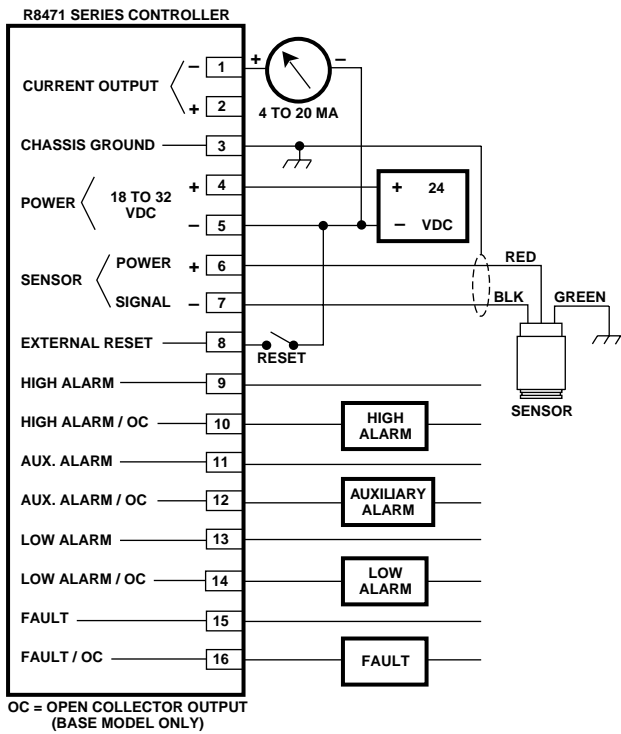 R8471 SERIES CONTROLLER
CURRENT OUTPUT
– 1
+ 2
+ –
4 TO 20 MA
CHASSIS GROUND 3
POWER
18 TO 32
VDC
+ 4
– 5
+ 24
– VDC
SENSOR
POWER + 6
SIGNAL – 7
RED
BLK
GREEN
SENSOR
EXTERNAL RESET 8
RESET
HIGH ALARM 9
HIGH ALARM / OC 10
HIGH
ALARM
AUX. ALARM 11
AUX. ALARM / OC 12
AUXILIARY
ALARM
LOW ALARM 13
LOW ALARM / OC 14
LOW
ALARM
FAULT 15
FAULT / OC 16
FAULT
OC = OPEN COLLECTOR OUTPUT
(BASE MODEL ONLY)